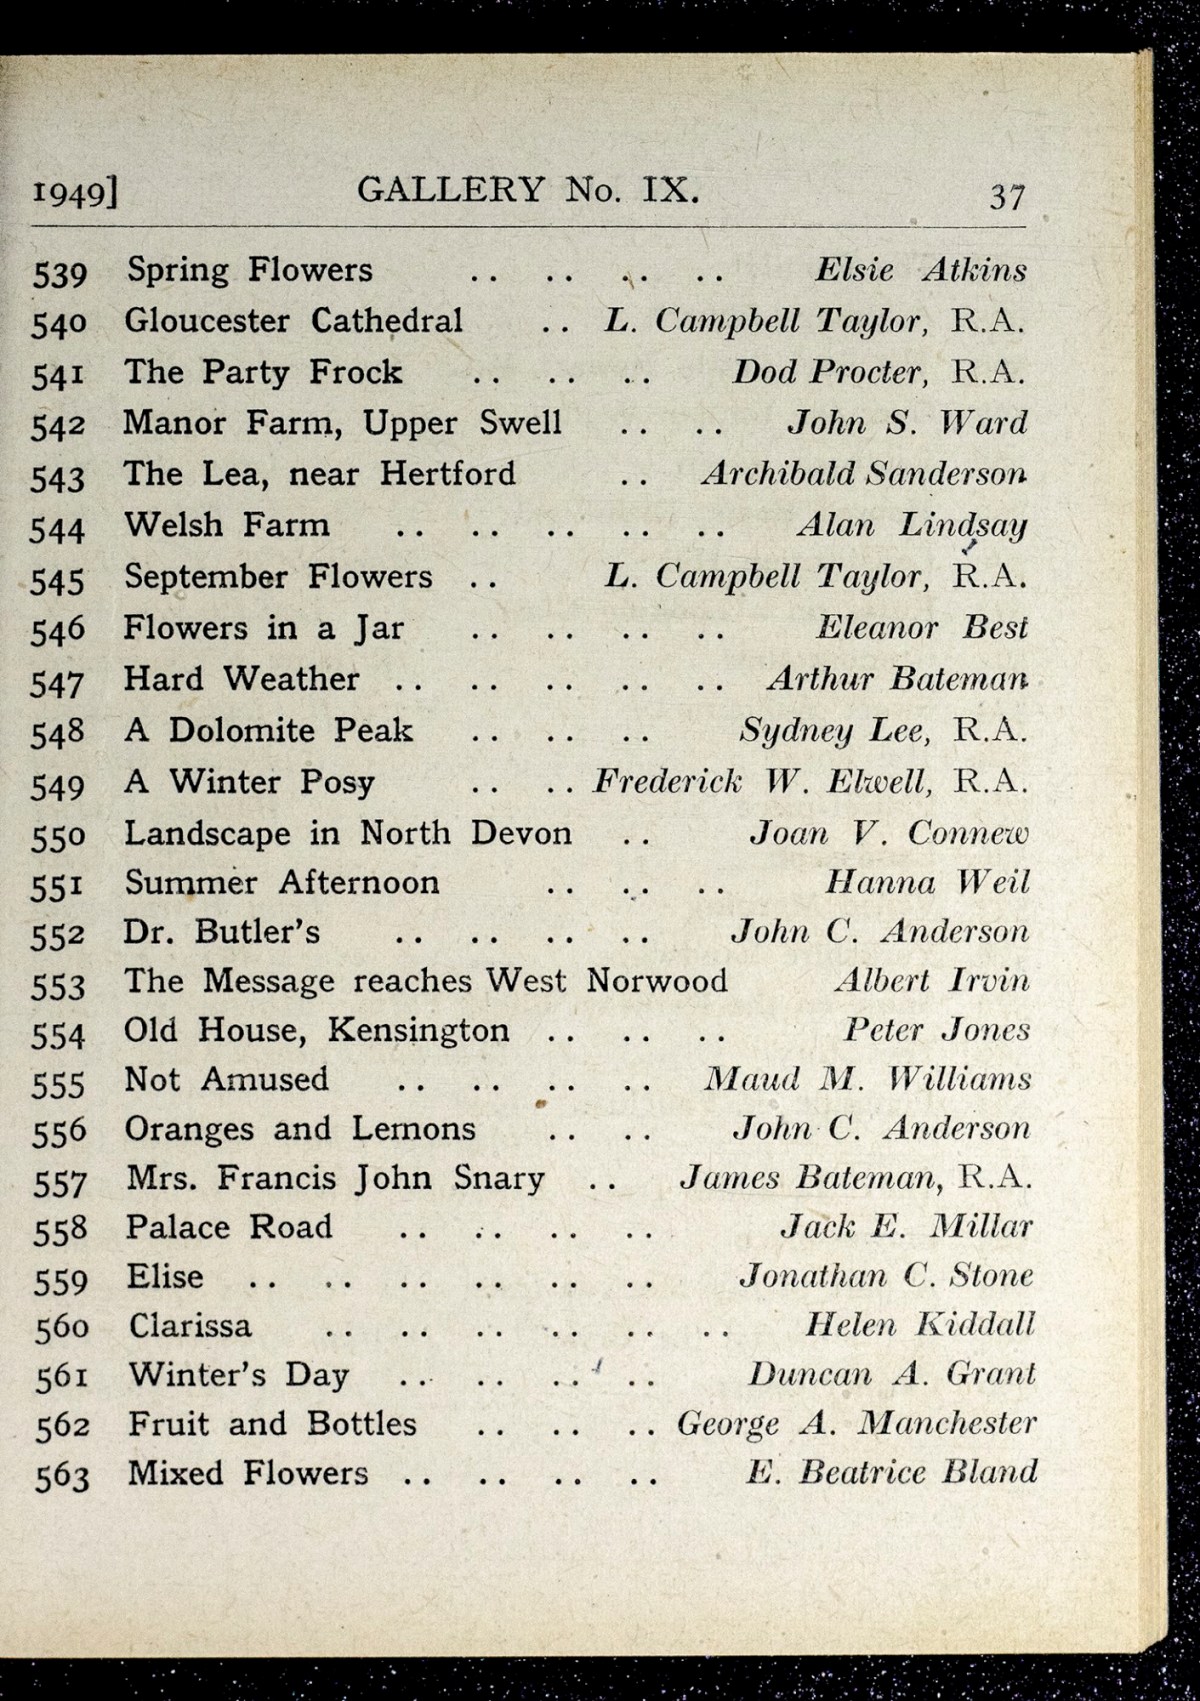 1949] GALLERY No. IX. 37
539 Spring Flowers .. .. .. .. Elsie Atkins
540 Gloucester Cathedral .. L. Campbell Taylor, R.A.
541 The Party Frock .. .. .. Dod Procter, R.A.
542 Manor Farm, Upper Swell .. .. John S. Ward
543 The Lea, near Hertford .. Archibald Sanderson
544 Welsh Farm .. .. .. .. .. Alan Lindsay
545 September Flowers .. L. Campbell Taylor, R.A.
546 Flowers in a Jar .. .. .. .. Eleanor Best
547 Hard Weather .. .. .. .. .. Arthur Bateman
548 A Dolomite Peak .. .. .. Sydney Lee, R.A.
549 A Winter Posy .. .. Frederick W. Elwell, R.A.
550 Landscape in North Devon .. Joan V. Connew
551 Summer Afternoon .. .. .. Hanna Weil
552 Dr. Butler's .. .. .. .. John C. Anderson
553 The Message reaches West Norwood Albert Irvin
554 Old House, Kensington .. .. .. Peter Jones
555 Not Amused .. .. .. .. Maud M. Williams
556 Oranges and Lemons .. .. John C. Anderson
557 Mrs. Francis John Snary .. James Bateman, R.A.
558 Palace Road .. .. .. .. Jack E. Millar
559 Elise .. .. .. .. .. .. Jonathan C. Stone
560 Clarissa .. .. .. .. .. .. Helen Kiddall
561 Winter's Day .. .. .. .. Duncan A. Grant
562 Fruit and Bottles .. .. .. George A. Manchester
563 Mixed Flowers .. .. .. .. E. Beatrice Bland